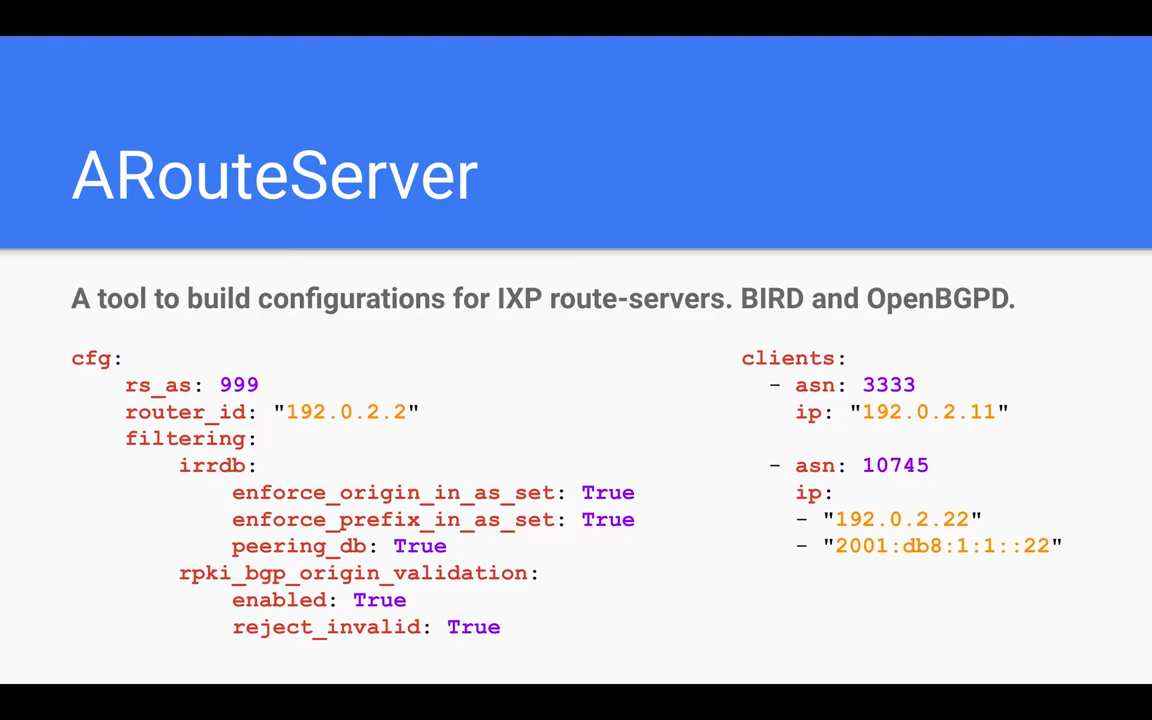 ARouteServer
A tool to build configurations for IXP route-servers. BIRD and OpenBGPD.
cfg:
    rs_as: 999
    router_id: "192.0.2.2"
    filtering:
        irrdb:
            enforce_origin_in_as_set: True
            enforce_prefix_in_as_set: True
            peering_db: True
        rpki_bgp_origin_validation:
            enabled: True
            reject_invalid: True
clients:
  - asn: 3333
    ip: "192.0.2.11"
  - asn: 10745
    ip:
    - "192.0.2.22"
    - "2001:db8:1:1::22"